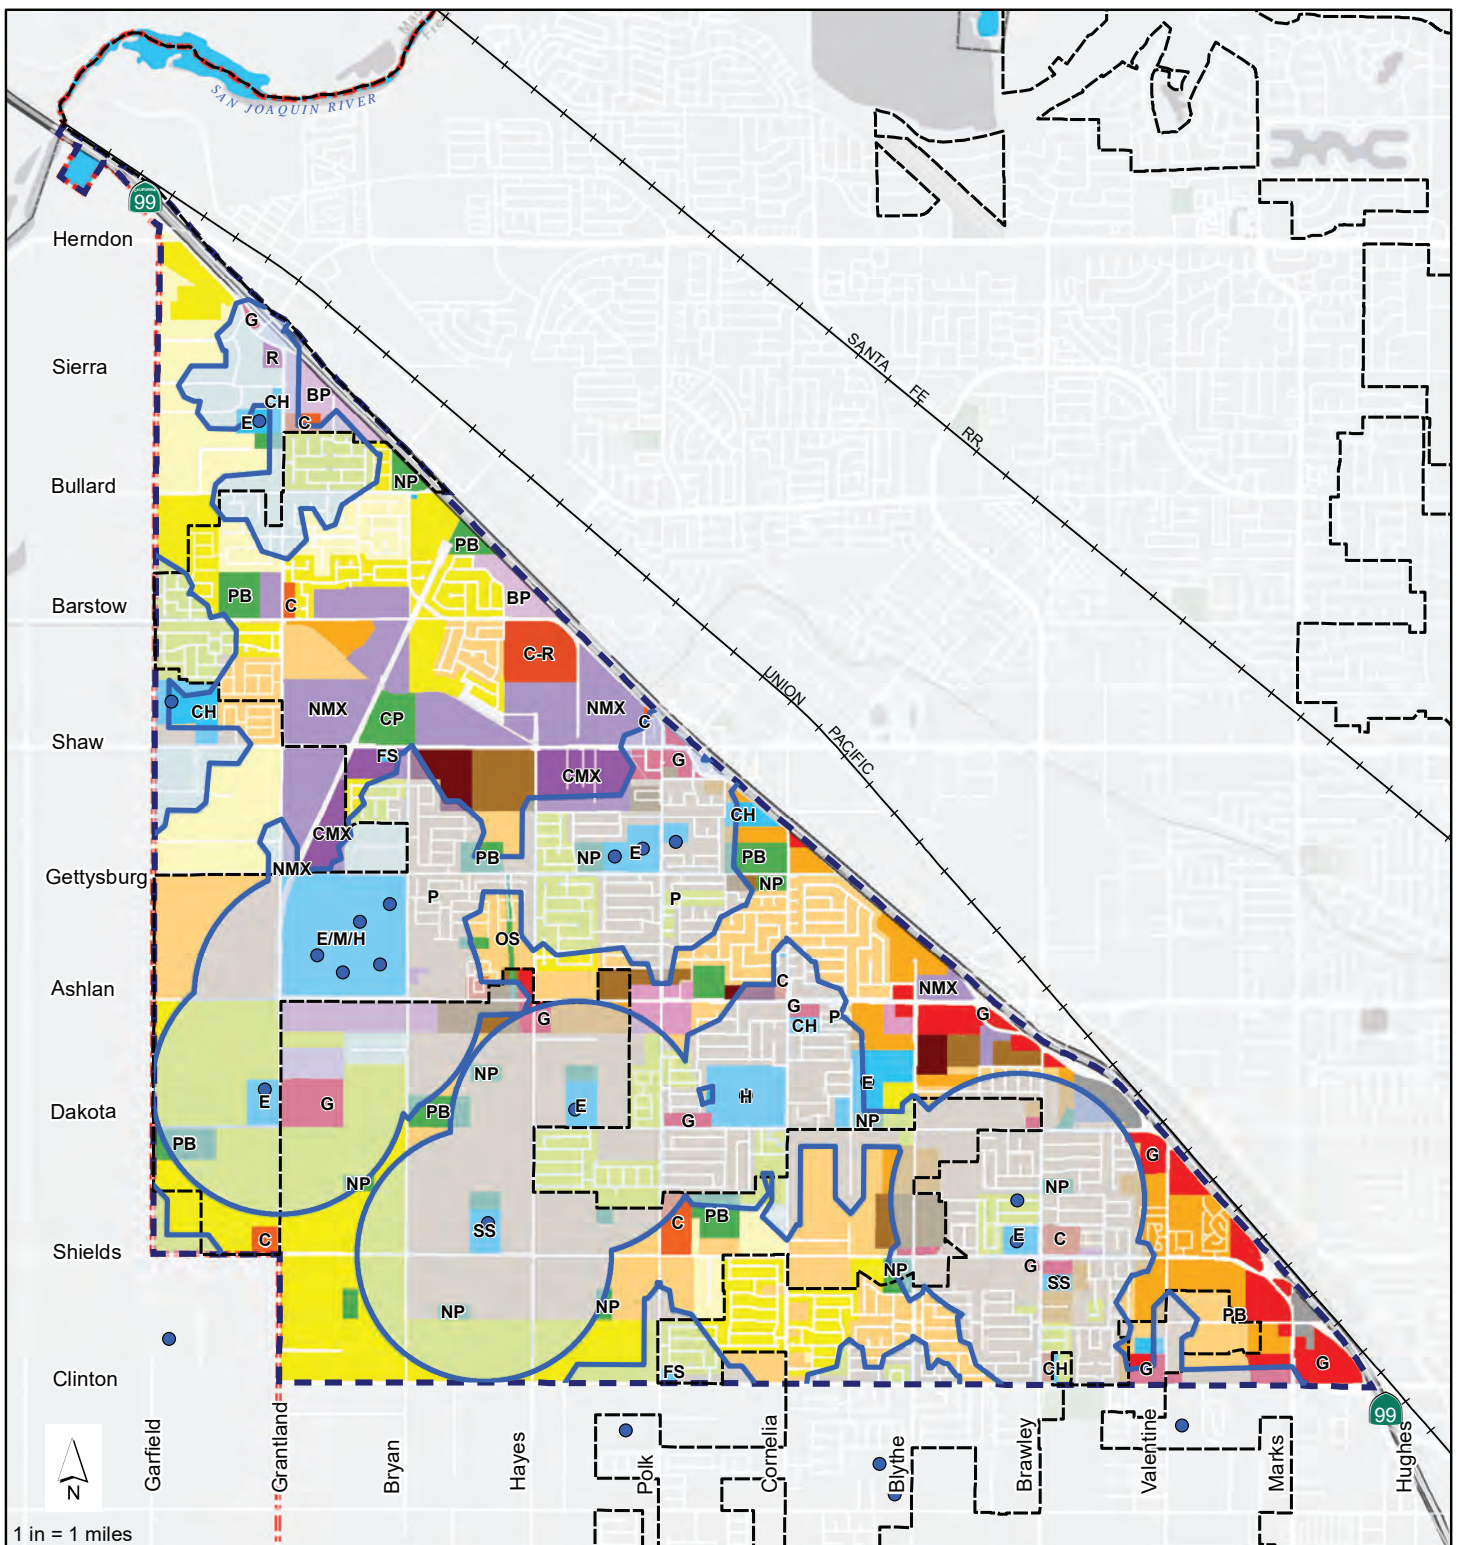 Ma
Fre
SAN JOAQUIN RIVER
CALIFORNIA
99
Herndon
G
Sierra
R
SANTA
FE
RR
BP
CH
E
C
Bullard
NP
PB
Barstow
PB
C
BP
C-R
UNION
PACIFIC
CH
NMX
CP
NMX
C
Shaw
FS
CMX
G
CH
CMX
PB
NP
E
PB
Gettysburg
NMX
NP
P
P
E/M/H
OS
Ashlan
C
NMX
G
P
G
G
CH
NP
E
Dakota
E
G
PB
E
G
H
NP
PB
G
NP
NP
SS
C
PB
E
C
Shields
C
NP
G
SS
NP
NP
PB
FS
CH
G
G
Clinton
99
Garfield
Grantland
Bryan
Hayes
Polk
Cornelia
Blythe
Brawley
Valentine
Marks
Hughes
N
1 in = 1 miles